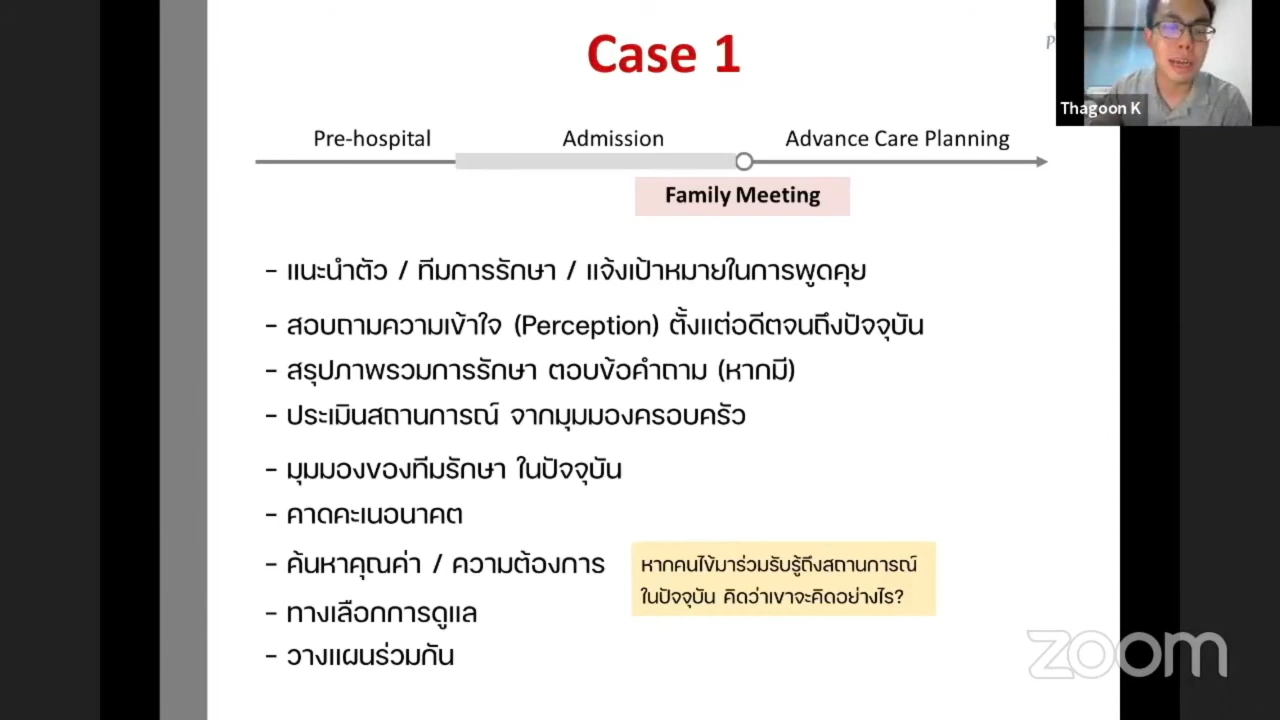 Case 1
Thagoon K
Pre-hospital Admission Advance Care Planning
Family Meeting
- แนะนำตัว / ทีมการรักษา / แจ้งเป้าหมายในการพูดคุย
- สอบถามความเข้าใจ (Perception) ตั้งแต่อดีตจนถึงปัจจุบัน
- สรุปภาพรวมการรักษา ตอบข้อคำถาม (หากมี)
- ประเมินสถานการณ์ จากมุมมองครอบครัว
- มุมมองของทีมรักษา ในปัจจุบัน
- คาดคะเนอนาคต
- ค้นหาคุณค่า / ความต้องการ
หากคนไข้มาร่วมรับรู้ถึงสถานการณ์
ในปัจจุบัน คิดว่าเขาจะคิดอย่างไร?
- ทางเลือกการดูแล
- วางแผนร่วมกัน
zoom